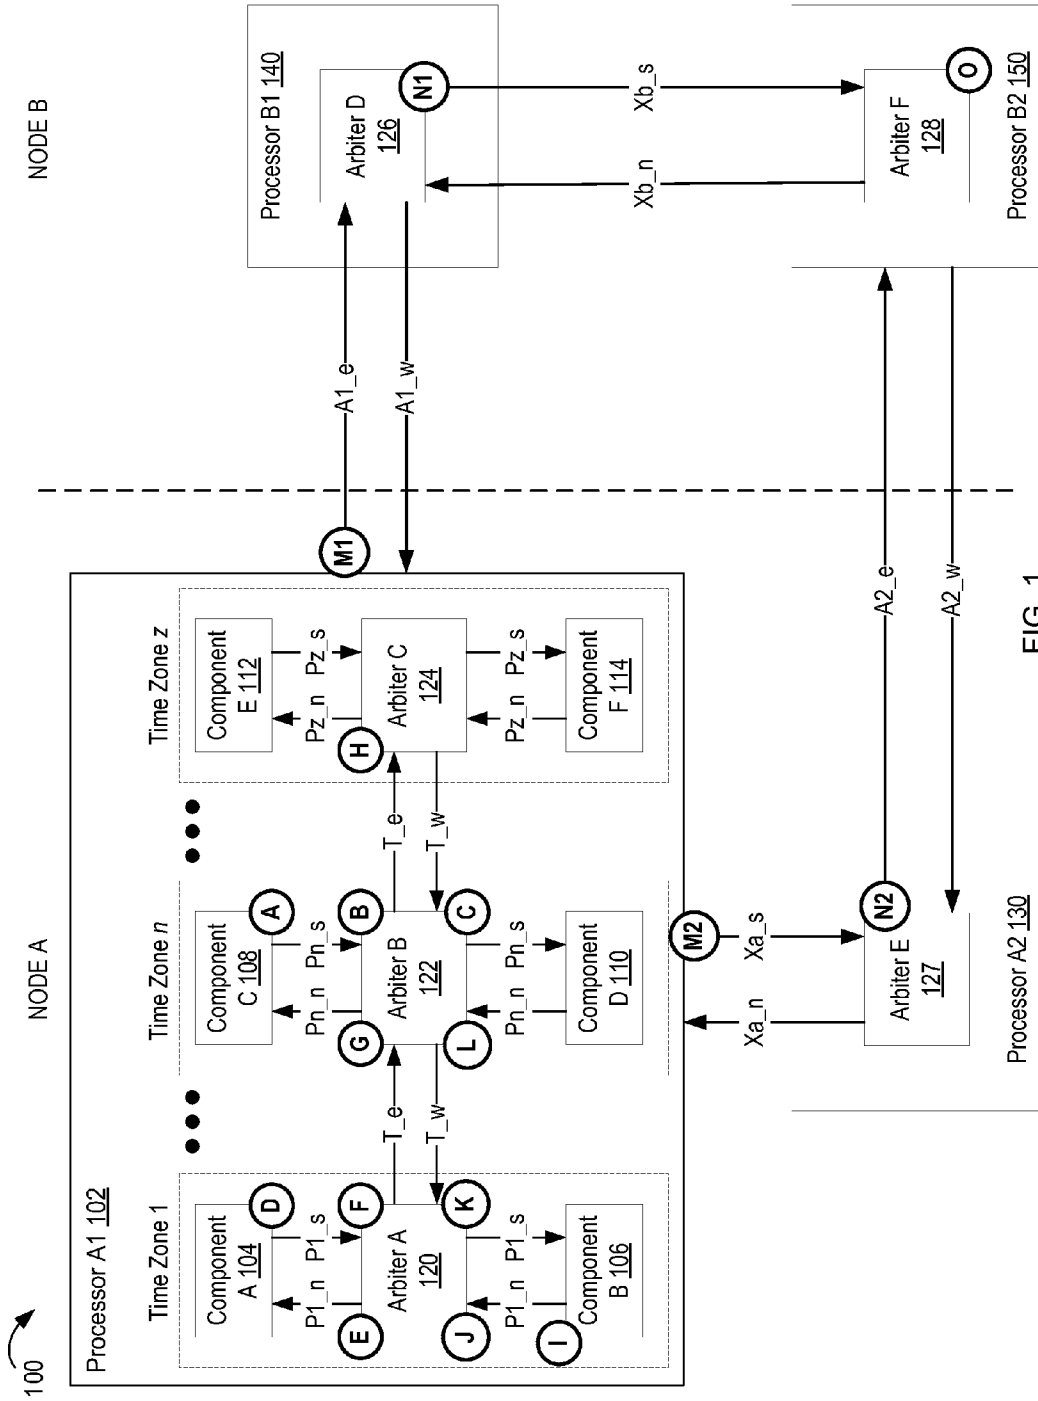 100
NODE A
NODE B
Processor A1 102
Time Zone 1
Time Zone n
Time Zone z
Component
A 104
Component
C 108
Component
E 112
D
A
P1_n
P1_s
Pn_n
Pn_s
Pz_n
Pz_s
E
F
G
B
H
Arbiter A
120
T_e
T_w
Arbiter B
122
T_e
T_w
Arbiter C
124
J
K
L
C
P1_n
P1_s
Pn_n
Pn_s
Pz_n
Pz_s
I
Component
B 106
Component
D 110
Component
F 114
M1
A1_e
A1_w
Processor B1 140
Arbiter D
126
N1
M2
Xa_n
Xa_s
Xb_n
Xb_s
Arbiter E
127
N2
A2_e
A2_w
Arbiter F
128
O
Processor A2 130
Processor B2 150
FIG. 1